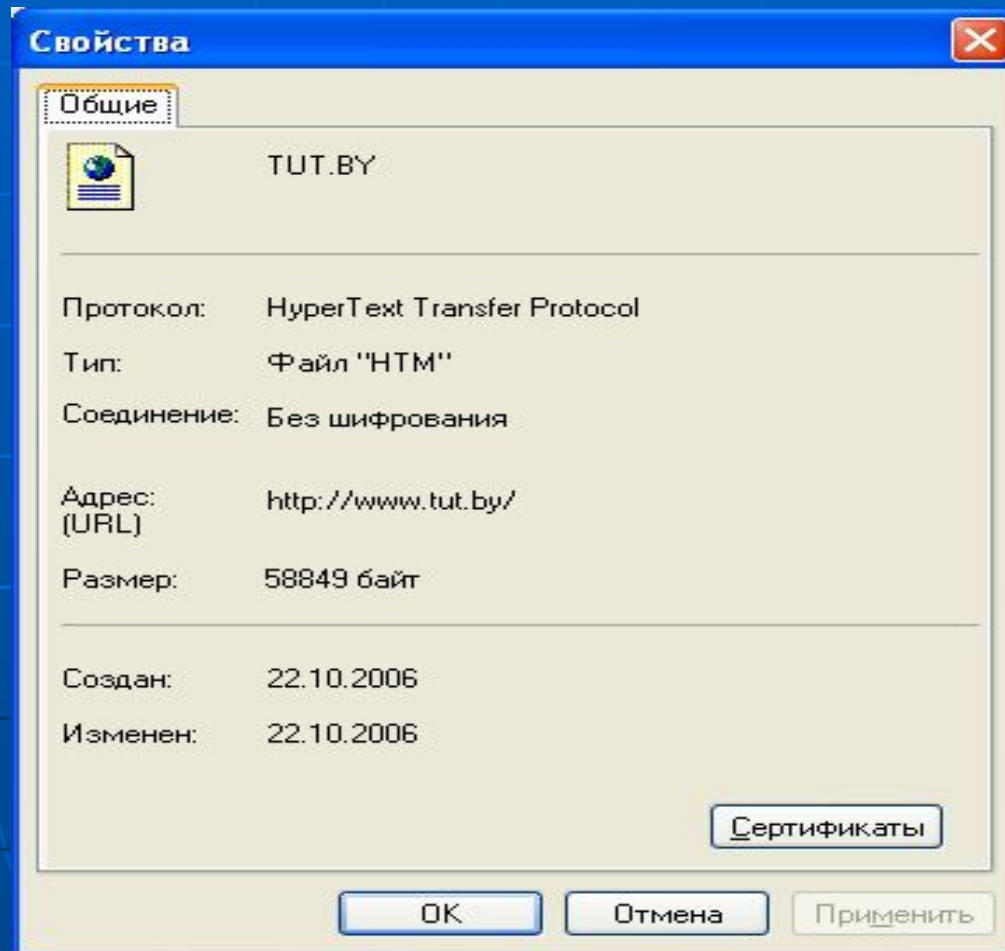 Свойства
Общие
TUT.BY
Протокол: HyperText Transfer Protocol
Тип: Файл "HTM"
Соединение: Без шифрования
Адрес: http://www.tut.by/
(URL)
Размер: 58849 байт
Создан: 22.10.2006
Изменен: 22.10.2006
Сертификаты
OK Отмена Применить